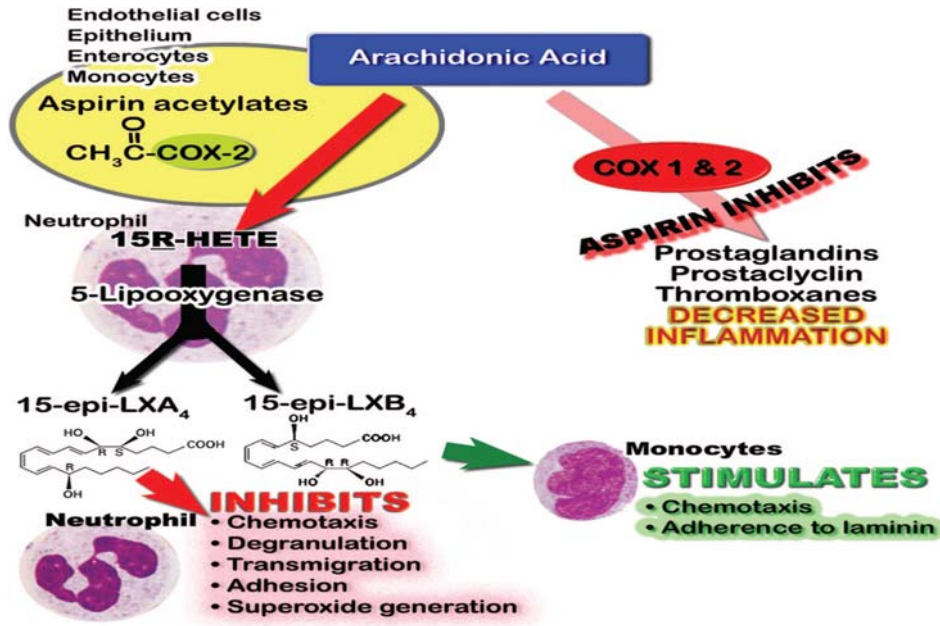 Endothelial cells
Epithelium
Enterocytes
Monocytes
Aspirin acetylates
O
CH₃C-COX-2
Arachidonic Acid
COX 1 & 2
ASPIRIN INHIBITS
Prostaglandins
Prostaclyclin
Thromboxanes
DECREASED
INFLAMMATION
Neutrophil
15R-HETE
5-Lipooxygenase
15-epi-LXA₄
HO OH
COOH
R S
R
OH
15-epi-LXB₄
OH
COOH
S
R R
HO OH
INHIBITS
• Chemotaxis
• Degranulation
• Transmigration
• Adhesion
• Superoxide generation
Neutrophil
Monocytes
STIMULATES
• Chemotaxis
• Adherence to laminin